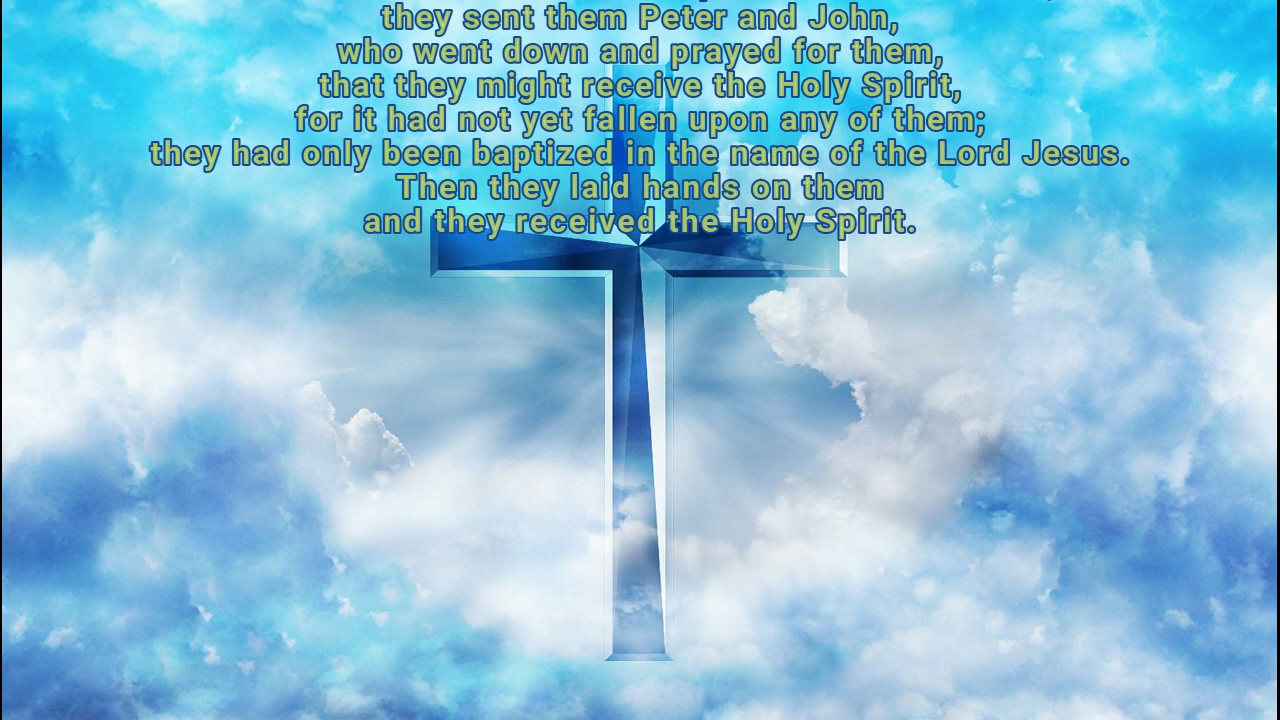 they sent them Peter and John,
who went down and prayed for them,
that they might receive the Holy Spirit,
for it had not yet fallen upon any of them;
they had only been baptized in the name of the Lord Jesus.
Then they laid hands on them
and they received the Holy Spirit.